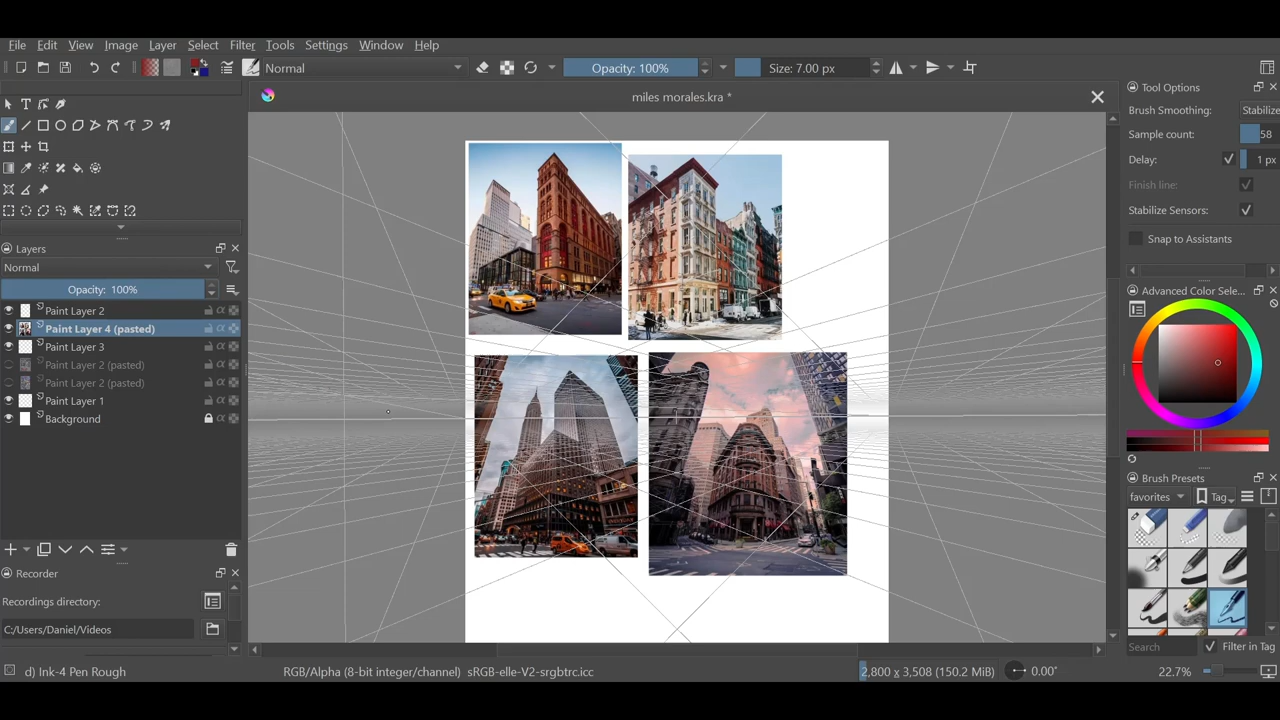 File Edit View Image Layer Select Filter Tools Settings Window Help
Normal Opacity: 100% Size: 7.00 px
miles morales.kra *
Tool Options
Brush Smoothing: Stabilize
Sample count: 58
Delay: 1 px
Finish line:
Stabilize Sensors:
Snap to Assistants
Layers
Normal
Opacity: 100%
Paint Layer 2
Paint Layer 4 (pasted)
Paint Layer 3
Paint Layer 2 (pasted)
Paint Layer 2 (pasted)
Paint Layer 1
Background
Recorder
Recordings directory:
C:/Users/Daniel/Videos
Advanced Color Sele...
Brush Presets
favorites Tag
Search Filter in Tag
d) Ink-4 Pen Rough RGB/Alpha (8-bit integer/channel) sRGB-elle-V2-srgbtrc.icc 2,800 x 3,508 (150.2 MiB) 0.00° 22.7%